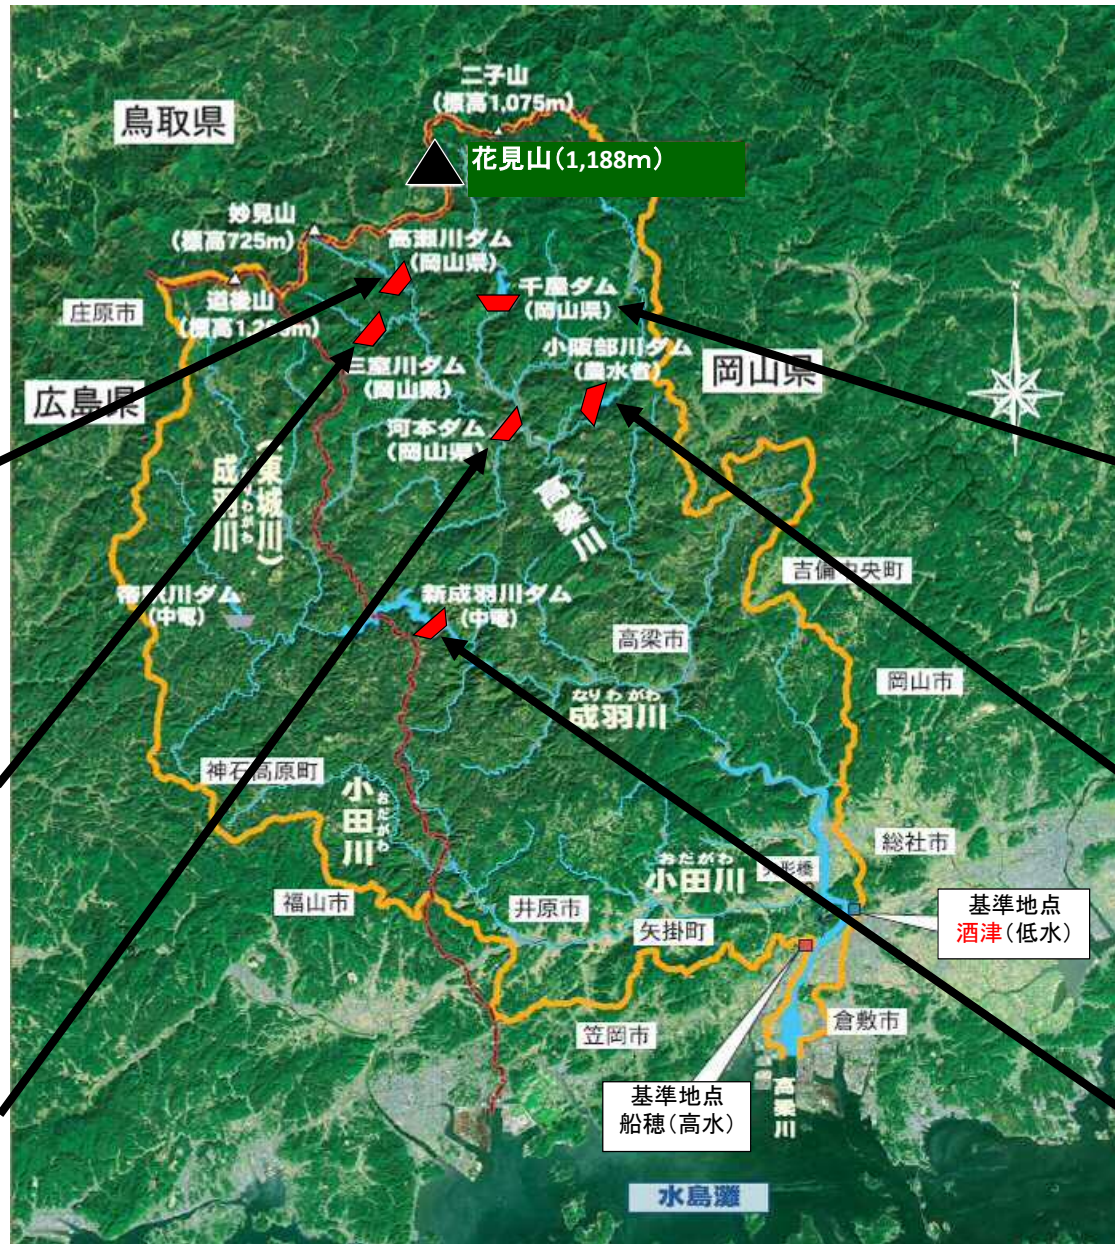 二子山
(標高1,075m)
鳥取県
花見山(1,188m)
妙見山
(標高725m)
高瀬川ダム
(岡山県)
千屋ダム
(岡山県)
庄原市
道後山
三室川ダム
(岡山県)
小阪部川ダム
(農水省)
岡山県
広島県
河本ダム
(岡山県)
成羽川
(東城川)
高梁川
吉備中央町
(中電)
新成羽川ダム
(中電)
高梁市
岡山市
なりわがわ
成羽川
神石高原町
小田川
おだがわ
総社市
おだがわ
小田川
福山市
井原市
矢掛町
基準地点
酒津(低水)
笠岡市
倉敷市
基準地点
船穂(高水)
高梁川
水島灘